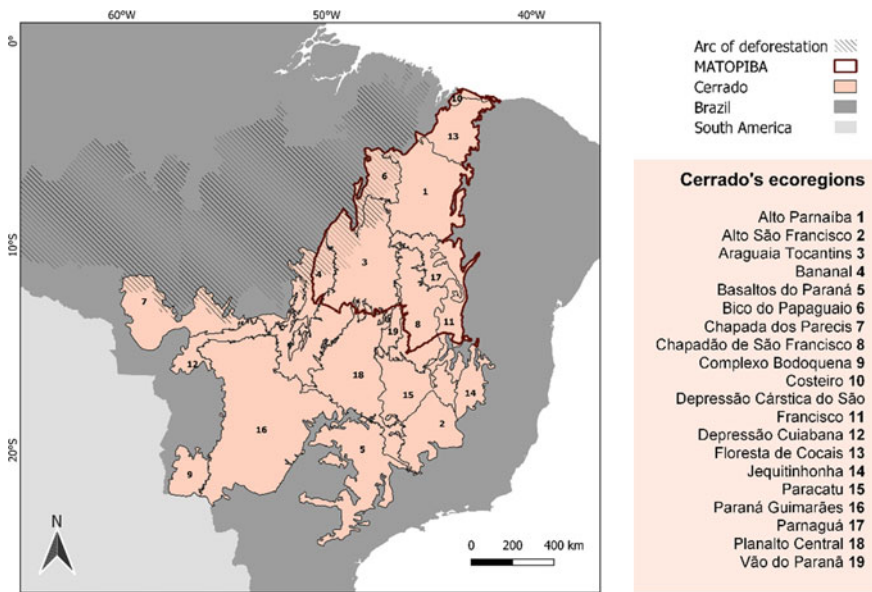 60°W 50°W 40°W
0°
10°S
20°S
10
13
6
1
3
4
17
7
8
11
19
12
18
15
14
16
2
5
9
N
0 200 400 km
Arc of deforestation
MATOPIBA
Cerrado
Brazil
South America
Cerrado's ecoregions
Alto Parnaíba 1
Alto São Francisco 2
Araguaia Tocantins 3
Bananal 4
Basaltos do Paraná 5
Bico do Papagaio 6
Chapada dos Parecis 7
Chapadão de São Francisco 8
Complexo Bodoquena 9
Costeiro 10
Depressão Cárstica do São
Francisco 11
Depressão Cuiabana 12
Floresta de Cocais 13
Jequitinhonha 14
Paracatu 15
Paraná Guimarães 16
Parnaguá 17
Planalto Central 18
Vão do Paranã 19